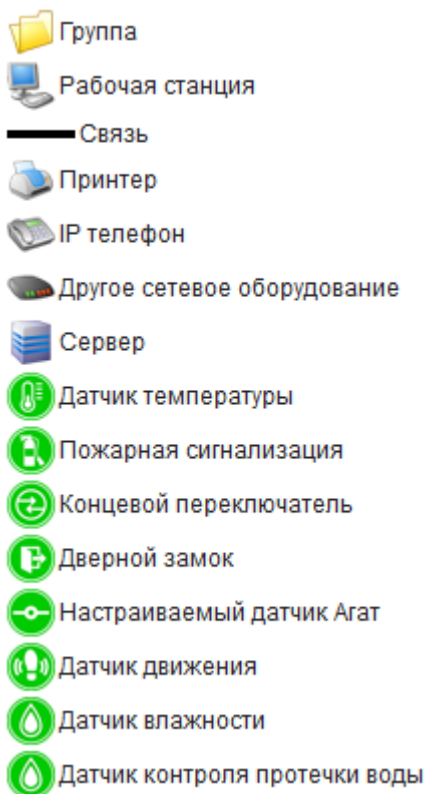 Группа
Рабочая станция
Связь
Принтер
IP телефон
Другое сетевое оборудование
Сервер
Датчик температуры
Пожарная сигнализация
Концевой переключатель
Дверной замок
Настраиваемый датчик Агат
Датчик движения
Датчик влажности
Датчик контроля протечки воды